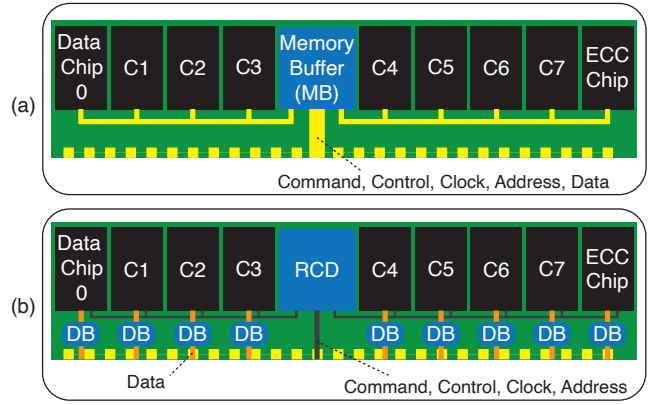 (a)
Data
Chip
0
C1
C2
C3
Memory
Buffer
(MB)
C4
C5
C6
C7
ECC
Chip
Command, Control, Clock, Address, Data
(b)
Data
Chip
0
C1
C2
C3
RCD
C4
C5
C6
C7
ECC
Chip
DB DB DB DB DB DB DB DB DB
Data
Command, Control, Clock, Address